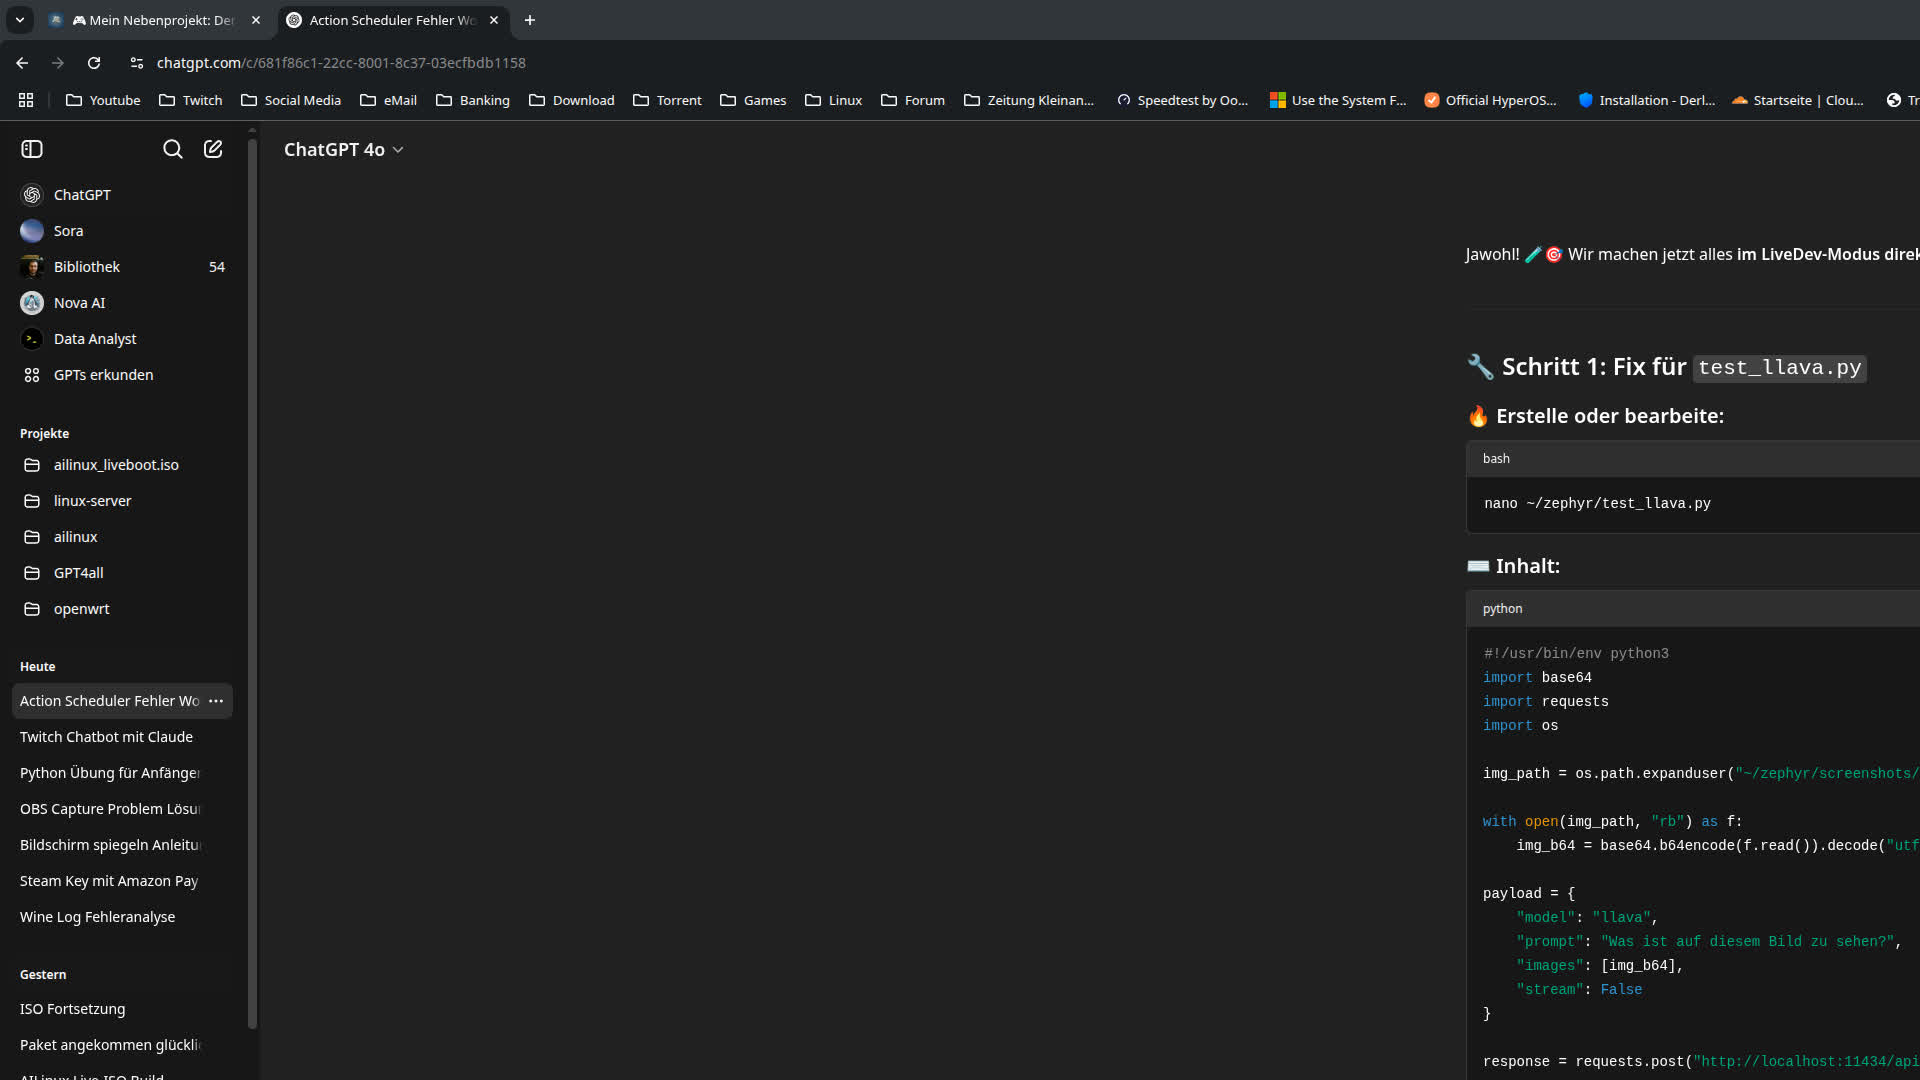 🎮 Mein Nebenprojekt: De
Action Scheduler Fehler Wo
chatgpt.com/c/681f86c1-22cc-8001-8c37-03ecfbdb1158
Youtube
Twitch
Social Media
eMail
Banking
Download
Torrent
Games
Linux
Forum
Zeitung Kleinan...
Speedtest by Oo...
Use the System F...
Official HyperOS...
Installation - Derl...
Startseite | Clou...
Tr
ChatGPT 4o
ChatGPT
Sora
Bibliothek 54
Nova AI
Data Analyst
GPTs erkunden
Projekte
ailinux_liveboot.iso
linux-server
ailinux
GPT4all
openwrt
Heute
Action Scheduler Fehler Wo
Twitch Chatbot mit Claude
Python Übung für Anfänger
OBS Capture Problem Lösu
Bildschirm spiegeln Anleitu
Steam Key mit Amazon Pay
Wine Log Fehleranalyse
Gestern
ISO Fortsetzung
Paket angekommen glückli
AILinux Live ISO Build
Jawohl! 🧪🎯 Wir machen jetzt alles im LiveDev-Modus direk
🔧 Schritt 1: Fix für test_llava.py
🔥 Erstelle oder bearbeite:
bash
nano ~/zephyr/test_llava.py
⌨️ Inhalt:
python
#!/usr/bin/env python3
import base64
import requests
import os
img_path = os.path.expanduser("~/zephyr/screenshots/
with open(img_path, "rb") as f:
    img_b64 = base64.b64encode(f.read()).decode("utf
payload = {
    "model": "llava",
    "prompt": "Was ist auf diesem Bild zu sehen?",
    "images": [img_b64],
    "stream": False
}
response = requests.post("http://localhost:11434/api